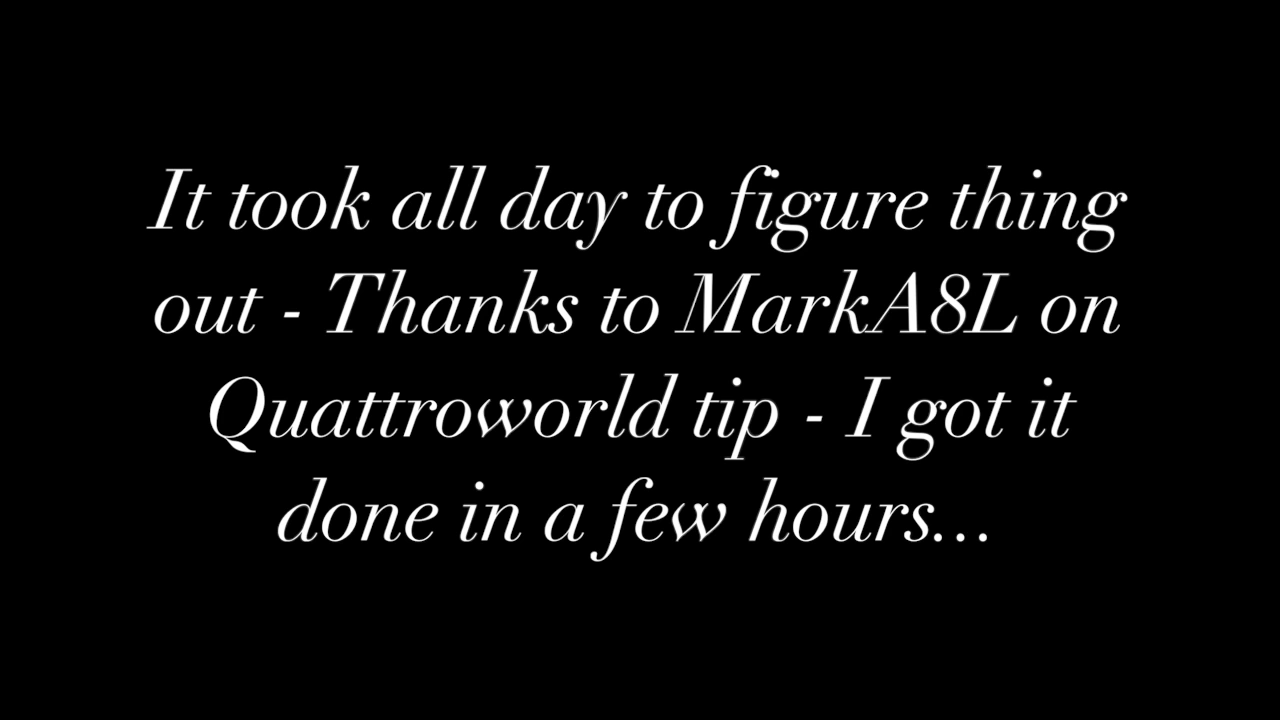 It took all day to figure thing
out - Thanks to MarkA8L on
Quattroworld tip - I got it
done in a few hours...